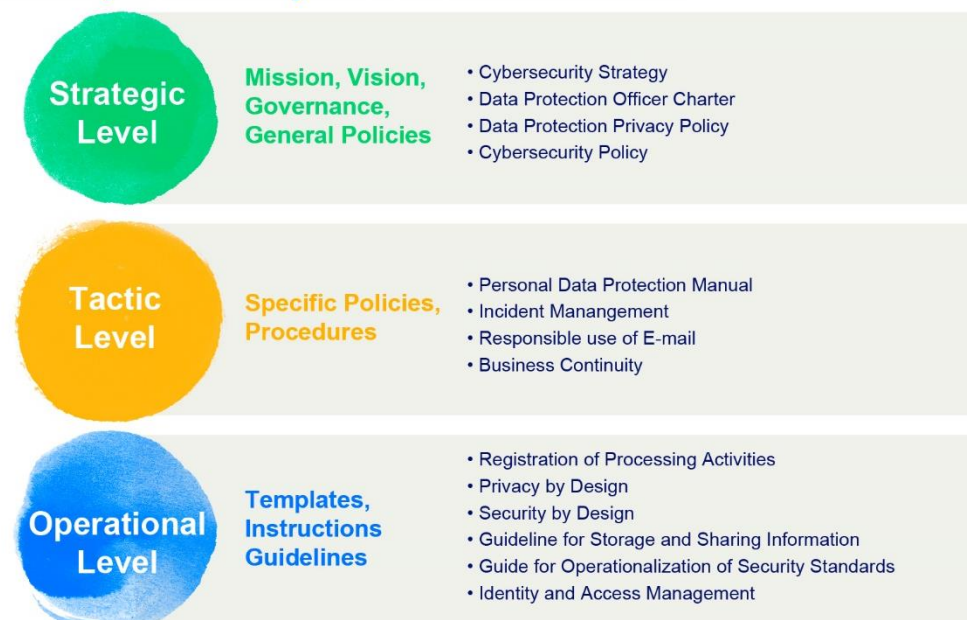 Strategic
Level
Mission, Vision,
Governance,
General Policies
• Cybersecurity Strategy
• Data Protection Officer Charter
• Data Protection Privacy Policy
• Cybersecurity Policy
Tactic
Level
Specific Policies,
Procedures
• Personal Data Protection Manual
• Incident Manangement
• Responsible use of E-mail
• Business Continuity
Operational
Level
Templates,
Instructions
Guidelines
• Registration of Processing Activities
• Privacy by Design
• Security by Design
• Guideline for Storage and Sharing Information
• Guide for Operationalization of Security Standards
• Identity and Access Management